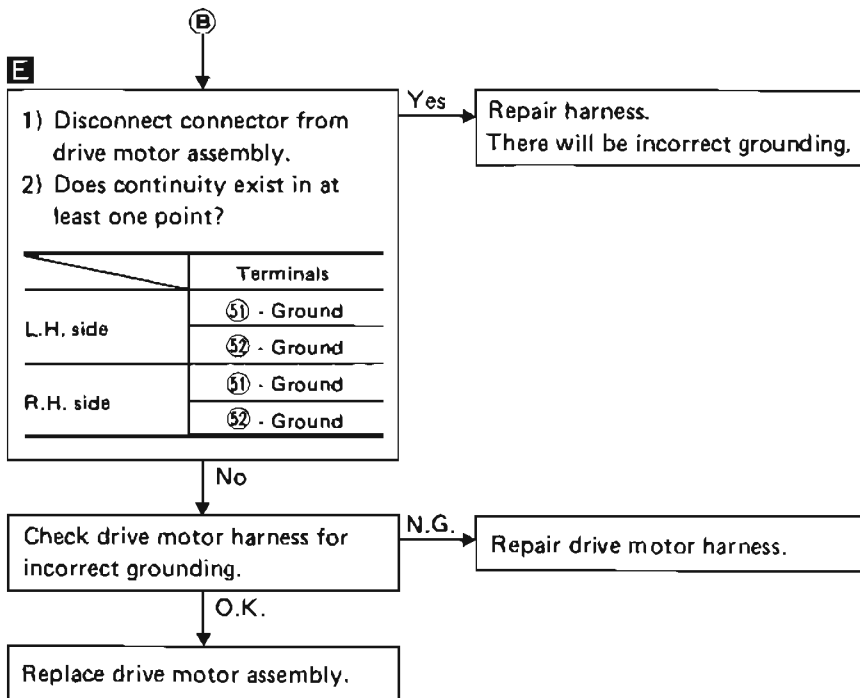 B
E
1) Disconnect connector from
drive motor assembly.
2) Does continuity exist in at
least one point?
Terminals
L.H. side
51 - Ground
52 - Ground
R.H. side
51 - Ground
52 - Ground
Yes
Repair harness.
There will be incorrect grounding.
No
Check drive motor harness for
incorrect grounding.
N.G.
Repair drive motor harness.
O.K.
Replace drive motor assembly.